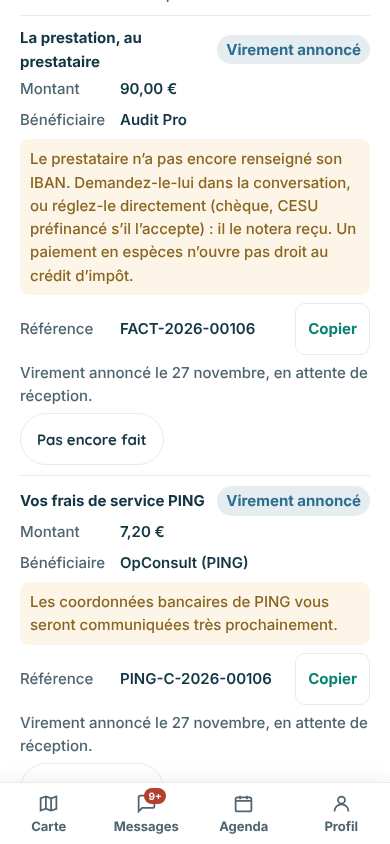 La prestation, au
prestataire
Virement annoncé
Montant 90,00 €
Bénéficiaire Audit Pro
Le prestataire n’a pas encore renseigné son
IBAN. Demandez-le-lui dans la conversation,
ou réglez-le directement (chèque, CESU
préfinancé s’il l’accepte) : il le notera reçu. Un
paiement en espèces n’ouvre pas droit au
crédit d’impôt.
Référence FACT-2026-00106 Copier
Virement annoncé le 27 novembre, en attente de
réception.
Pas encore fait
Vos frais de service PING Virement annoncé
Montant 7,20 €
Bénéficiaire OpConsult (PING)
Les coordonnées bancaires de PING vous
seront communiquées très prochainement.
Référence PING-C-2026-00106 Copier
Virement annoncé le 27 novembre, en attente de
réception.
9+
Carte Messages Agenda Profil